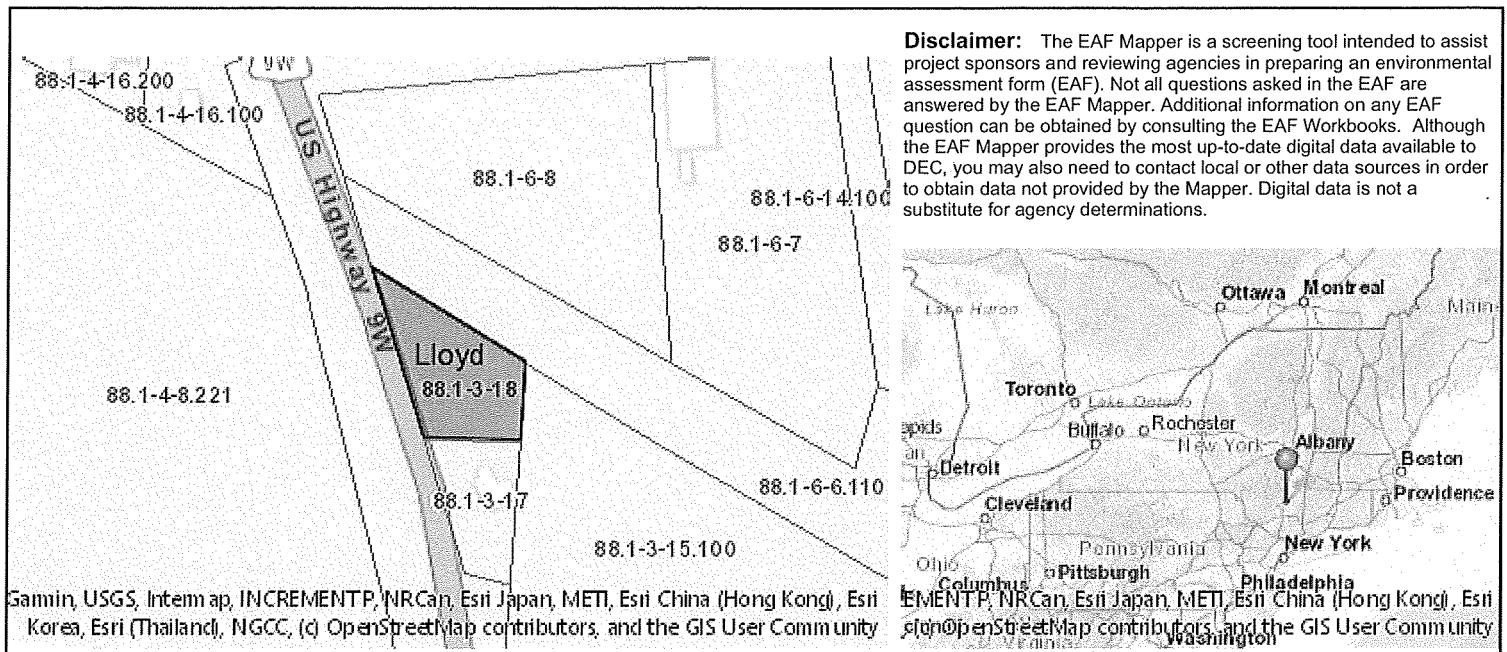 Disclaimer: The EAF Mapper is a screening tool intended to assist
project sponsors and reviewing agencies in preparing an environmental
assessment form (EAF). Not all questions asked in the EAF are
answered by the EAF Mapper. Additional information on any EAF
question can be obtained by consulting the EAF Workbooks. Although
the EAF Mapper provides the most up-to-date digital data available to
DEC, you may also need to contact local or other data sources in order
to obtain data not provided by the Mapper. Digital data is not a
substitute for agency determinations.
88.1-4-16.200
9W
88.1-4-16.100
US Highway 9W
88.1-6-8
88.1-6-14.100
88.1-6-7
Lloyd
88.1-3-18
88.1-4-8.221
88.1-3-17
88.1-6-6.110
88.1-3-15.100
Garmin, USGS, Intermap, INCREMENT P, NRCan, Esri Japan, METI, Esri China (Hong Kong), Esri
Korea, Esri (Thailand), NGCC, (c) OpenStreetMap contributors, and the GIS User Community
Ottawa
Montreal
Lake Huron
Main
Toronto
Lake Ontario
apids
Buffalo
Rochester
New York
Albany
an
Detroit
Boston
Providence
Cleveland
New York
Pennsylvania
Ohio
Pittsburgh
Columbus
Philadelphia
EMENT P, NRCan, Esri Japan, METI, Esri China (Hong Kong), Esri
OpenStreetMap contributors, and the GIS User Community
Washington
Virginia